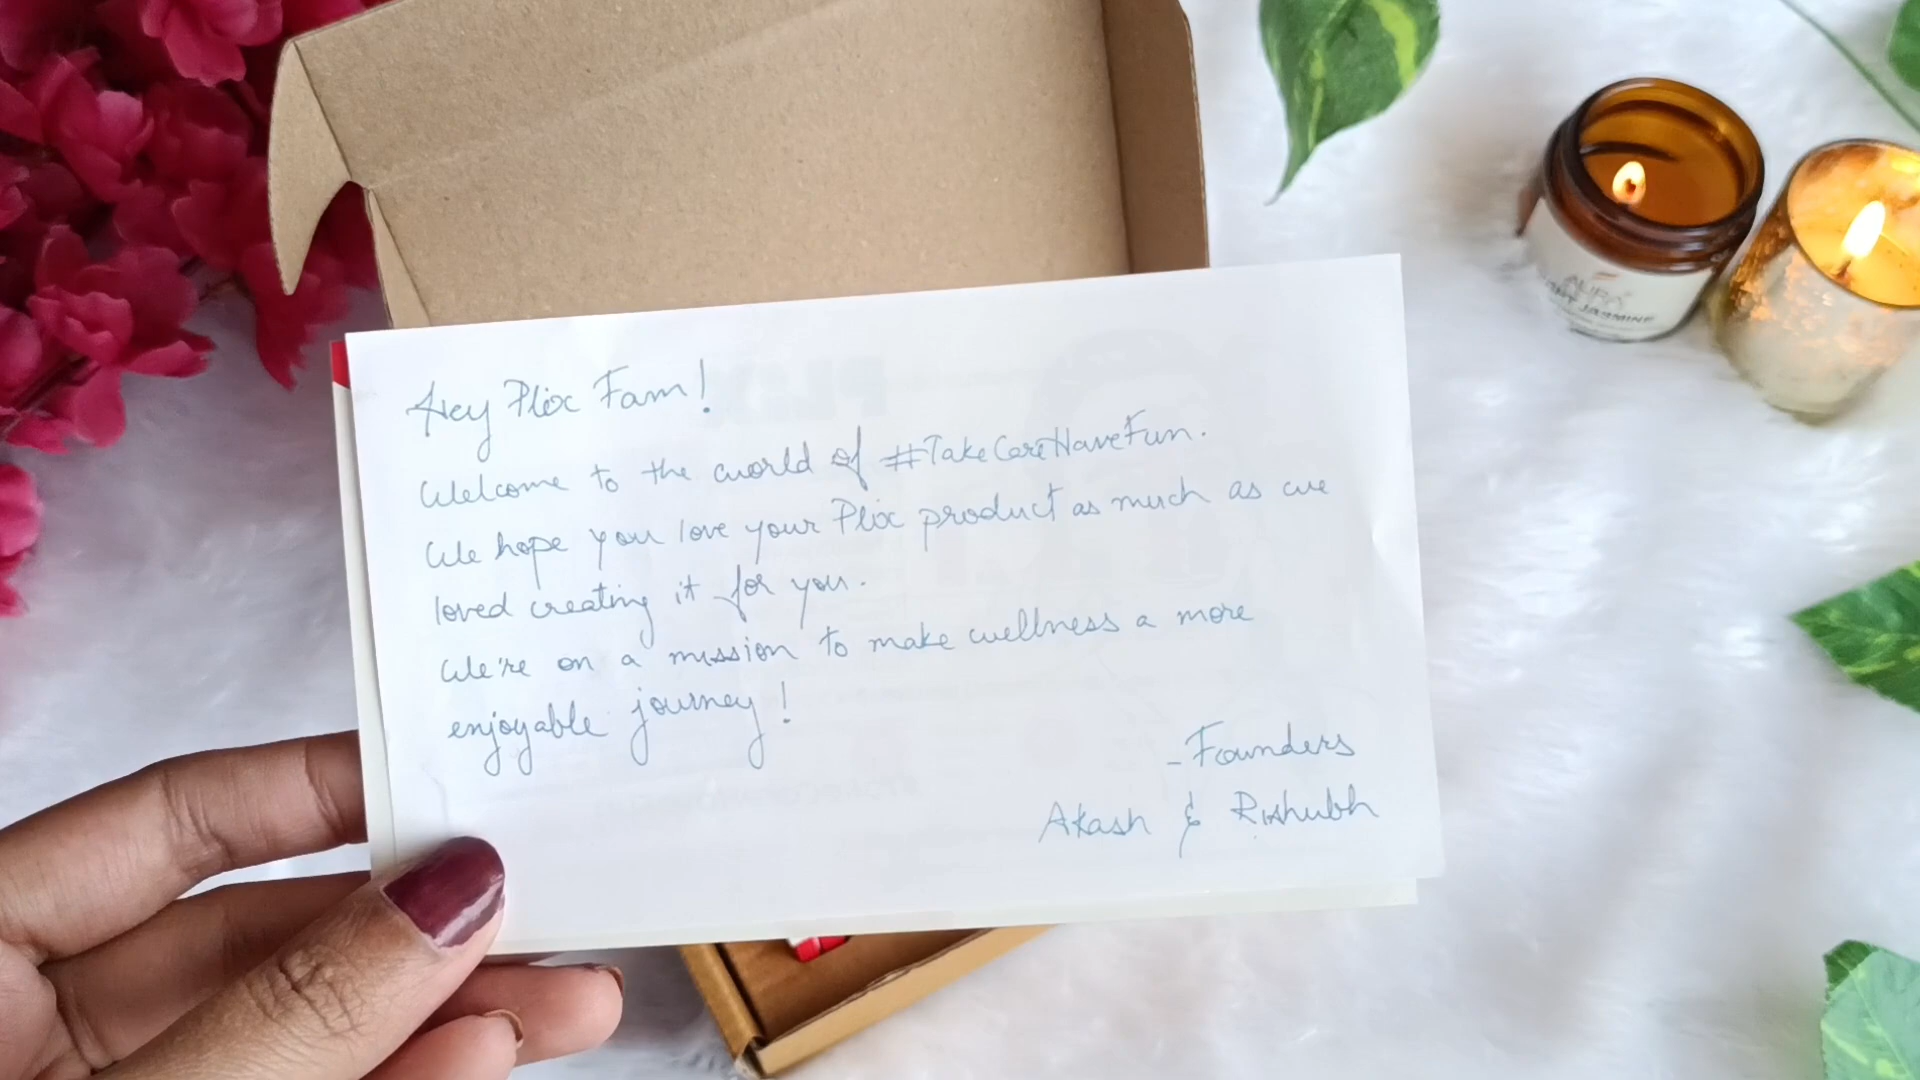 Hey Plix Fam!
Welcome to the world of #TakeCareHaveFun.
We hope you love your Plix product as much as we
loved creating it for you.
We're on a mission to make wellness a more
enjoyable journey!
-Founders
Akash & Rishubh
AURA
JASMINE